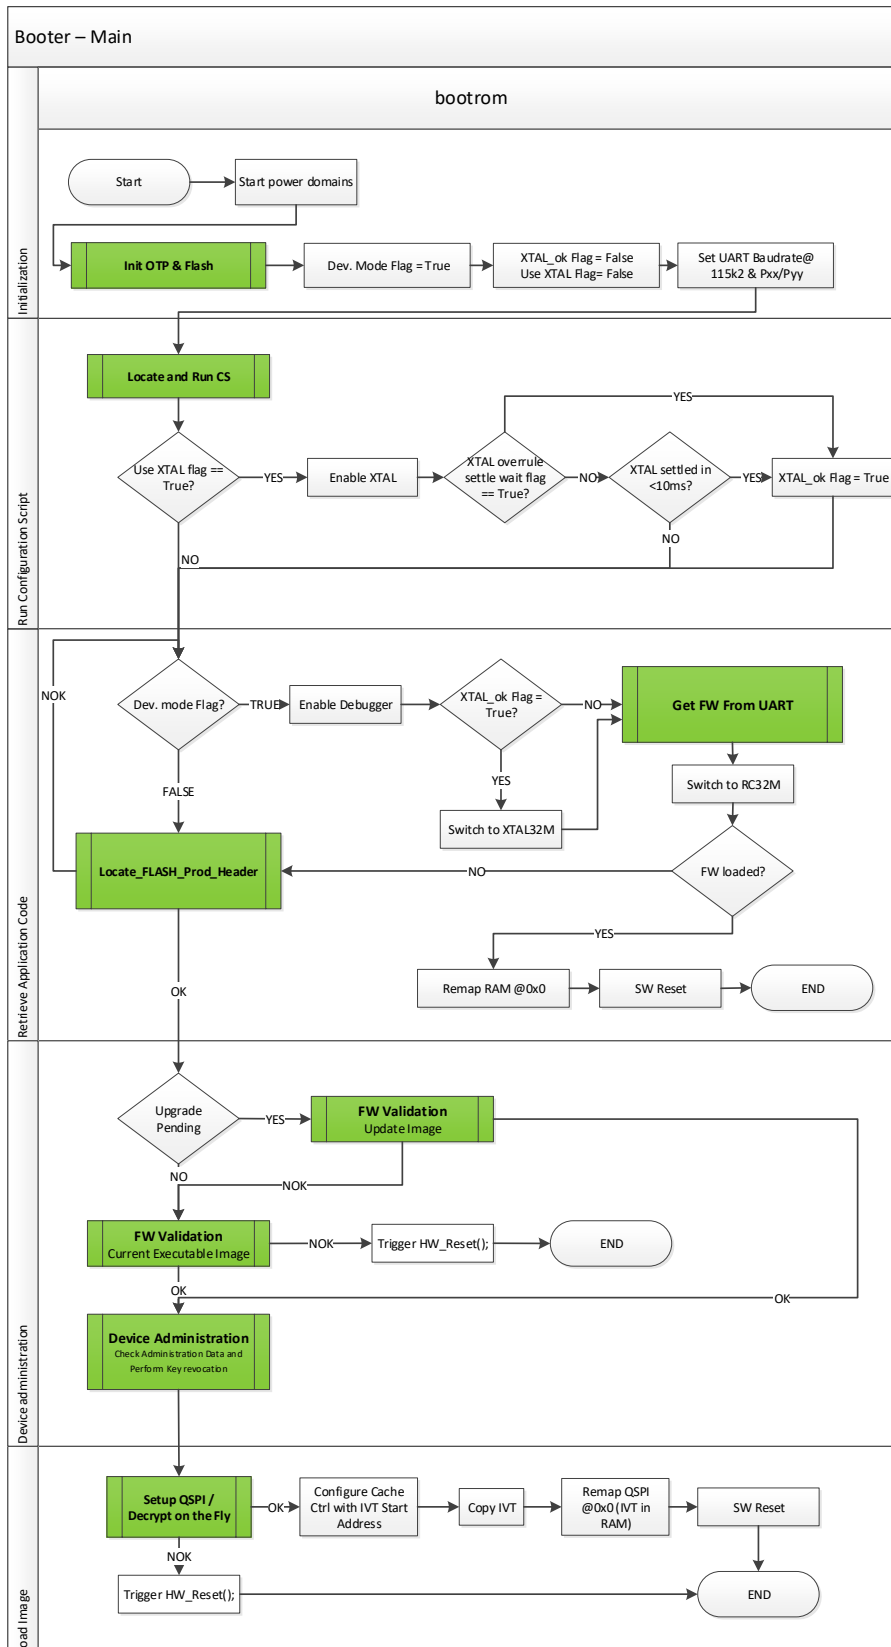 Booter – Main
bootrom
Initialization
Start
Start power domains
Init OTP & Flash
Dev. Mode Flag = True
XTAL_ok Flag = False
Use XTAL Flag= False
Set UART Baudrate@
115k2 & Pxx/Pyy
Run Configuration Script
Locate and Run CS
YES
Use XTAL flag ==
True?
YES
Enable XTAL
XTAL overrule
settle wait flag
== True?
NO
XTAL settled in
<10ms?
YES
XTAL_ok Flag = True
NO
NO
Retrieve Application Code
NOK
Dev. mode Flag?
TRUE
Enable Debugger
XTAL_ok Flag =
True?
NO
Get FW From UART
YES
Switch to RC32M
FALSE
Switch to XTAL32M
Locate_FLASH_Prod_Header
NO
FW loaded?
YES
OK
Remap RAM @0x0
SW Reset
END
Device administration
Upgrade
Pending
YES
FW Validation
Update Image
NO
NOK
FW Validation
Current Executable Image
NOK
Trigger HW_Reset();
END
OK
OK
Device Administration
Check Administration Data and
Perform Key revocation
oad Image
Setup QSPI /
Decrypt on the Fly
OK
Configure Cache
Ctrl with IVT Start
Address
Copy IVT
Remap QSPI
@0x0 (IVT in
RAM)
SW Reset
NOK
Trigger HW_Reset();
END